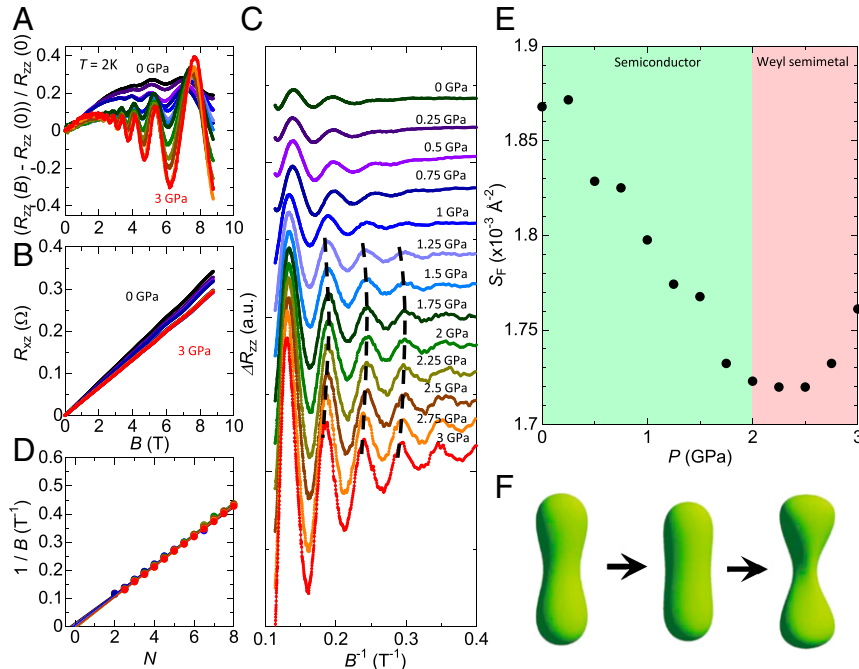 A
(Rzz (B) - Rzz (0)) / Rzz (0)
0.4
0.2
0
-0.2
-0.4
T = 2K
0 GPa
3 GPa
0 2 4 6 8 10
B
Rxz (Ω)
0.4
0.3
0.2
0.1
0
0 GPa
3 GPa
0 2 4 6 8 10
B (T)
D
1 / B (T-1)
0.6
0.5
0.4
0.3
0.2
0.1
0
0 2 4 6 8
N
C
ΔRzz (a.u.)
0 GPa
0.25 GPa
0.5 GPa
0.75 GPa
1 GPa
1.25 GPa
1.5 GPa
1.75 GPa
2 GPa
2.25 GPa
2.5 GPa
2.75 GPa
3 GPa
0.1 0.2 0.3 0.4
B-1 (T-1)
E
SF (x10-3 Å-2)
1.9
1.85
1.8
1.75
1.7
Semiconductor
Weyl semimetal
0 1 2 3
P (GPa)
F